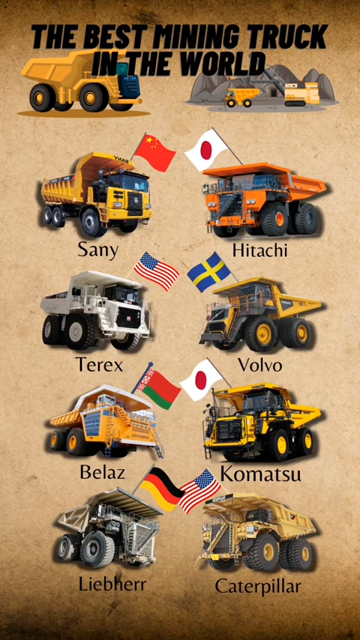 THE BEST MINING TRUCK
IN THE WORLD
Sany
Hitachi
Terex
Volvo
Belaz
Komatsu
Liebherr
Caterpillar